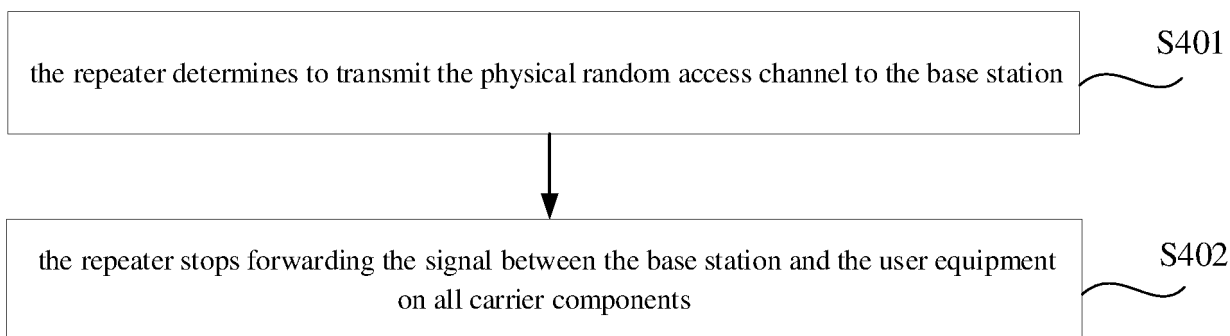 S401
the repeater determines to transmit the physical random access channel to the base station
S402
the repeater stops forwarding the signal between the base station and the user equipment
on all carrier components